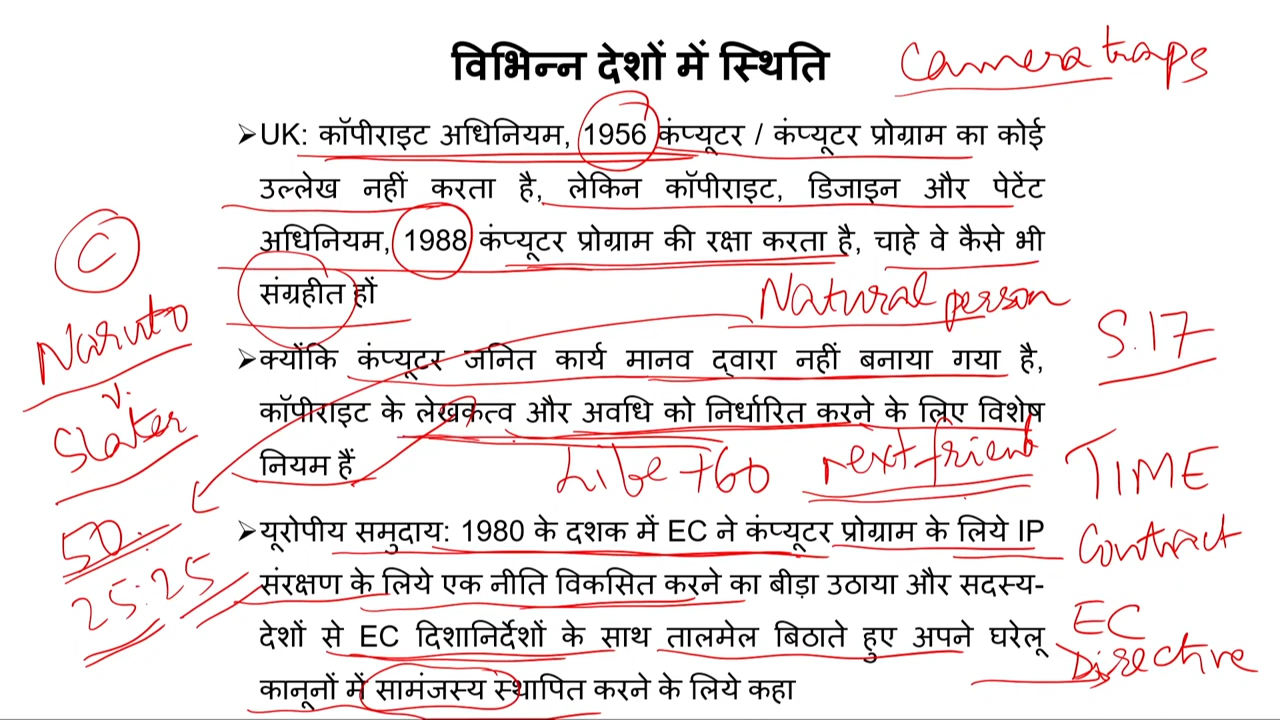 विभिन्न देशों में स्थिति
Camera traps
➢UK: कॉपीराइट अधिनियम, 1956 कंप्यूटर / कंप्यूटर प्रोग्राम का कोई
उल्लेख नहीं करता है, लेकिन कॉपीराइट, डिजाइन और पेटेंट
अधिनियम, 1988 कंप्यूटर प्रोग्राम की रक्षा करता है, चाहे वे कैसे भी
संग्रहीत हों
C
Natural person
Naruto
v.
Slater
S.17
➢क्योंकि कंप्यूटर जनित कार्य मानव द्वारा नहीं बनाया गया है,
कॉपीराइट के लेखकत्व और अवधि को निर्धारित करने के लिए विशेष
नियम हैं
Life +60
next friend
TIME
50
25:25
Contract
➢यूरोपीय समुदाय: 1980 के दशक में EC ने कंप्यूटर प्रोग्राम के लिये IP
संरक्षण के लिये एक नीति विकसित करने का बीड़ा उठाया और सदस्य-
देशों से EC दिशानिर्देशों के साथ तालमेल बिठाते हुए अपने घरेलू
कानूनों में सामंजस्य स्थापित करने के लिये कहा
EC
Directive